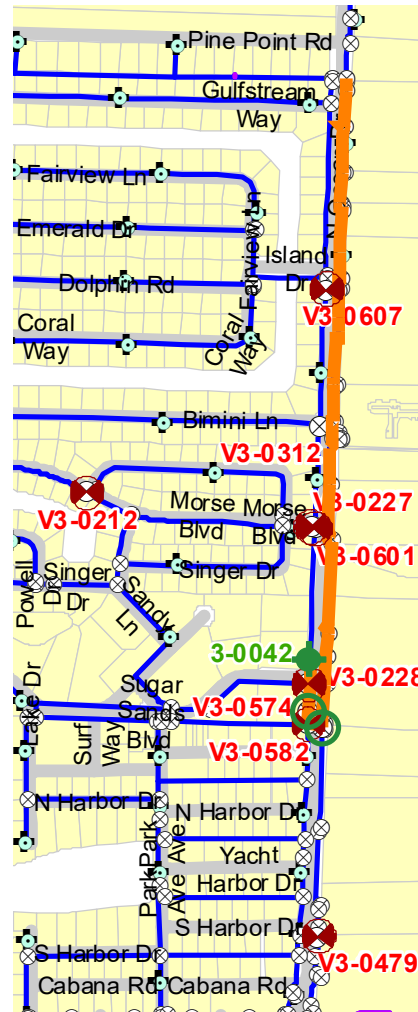 Pine Point Rd
Gulfstream
Way
Fairview Ln
Fairview Ln
Emerald Dr
Island
Dr
Dolphin Rd
V3-0607
Coral
Way
Coral
Way
Bimini Ln
V3-0312
Morse
Blvd
Morse
Blvd
V3-0227
V3-0212
V3-0601
Powell
Dr
Singer
Dr
Singer Dr
Sandy
Ln
3-0042
V3-0228
Sugar
Sands
Blvd
V3-0574
Lake Dr
Surf
Way
V3-0582
N Harbor Dr
N Harbor D
Park
Ave
Park
Ave
Yacht
Harbor Dr
S Harbor Dr
S Harbor Dr
V3-0479
Cabana Rd
Cabana Rd